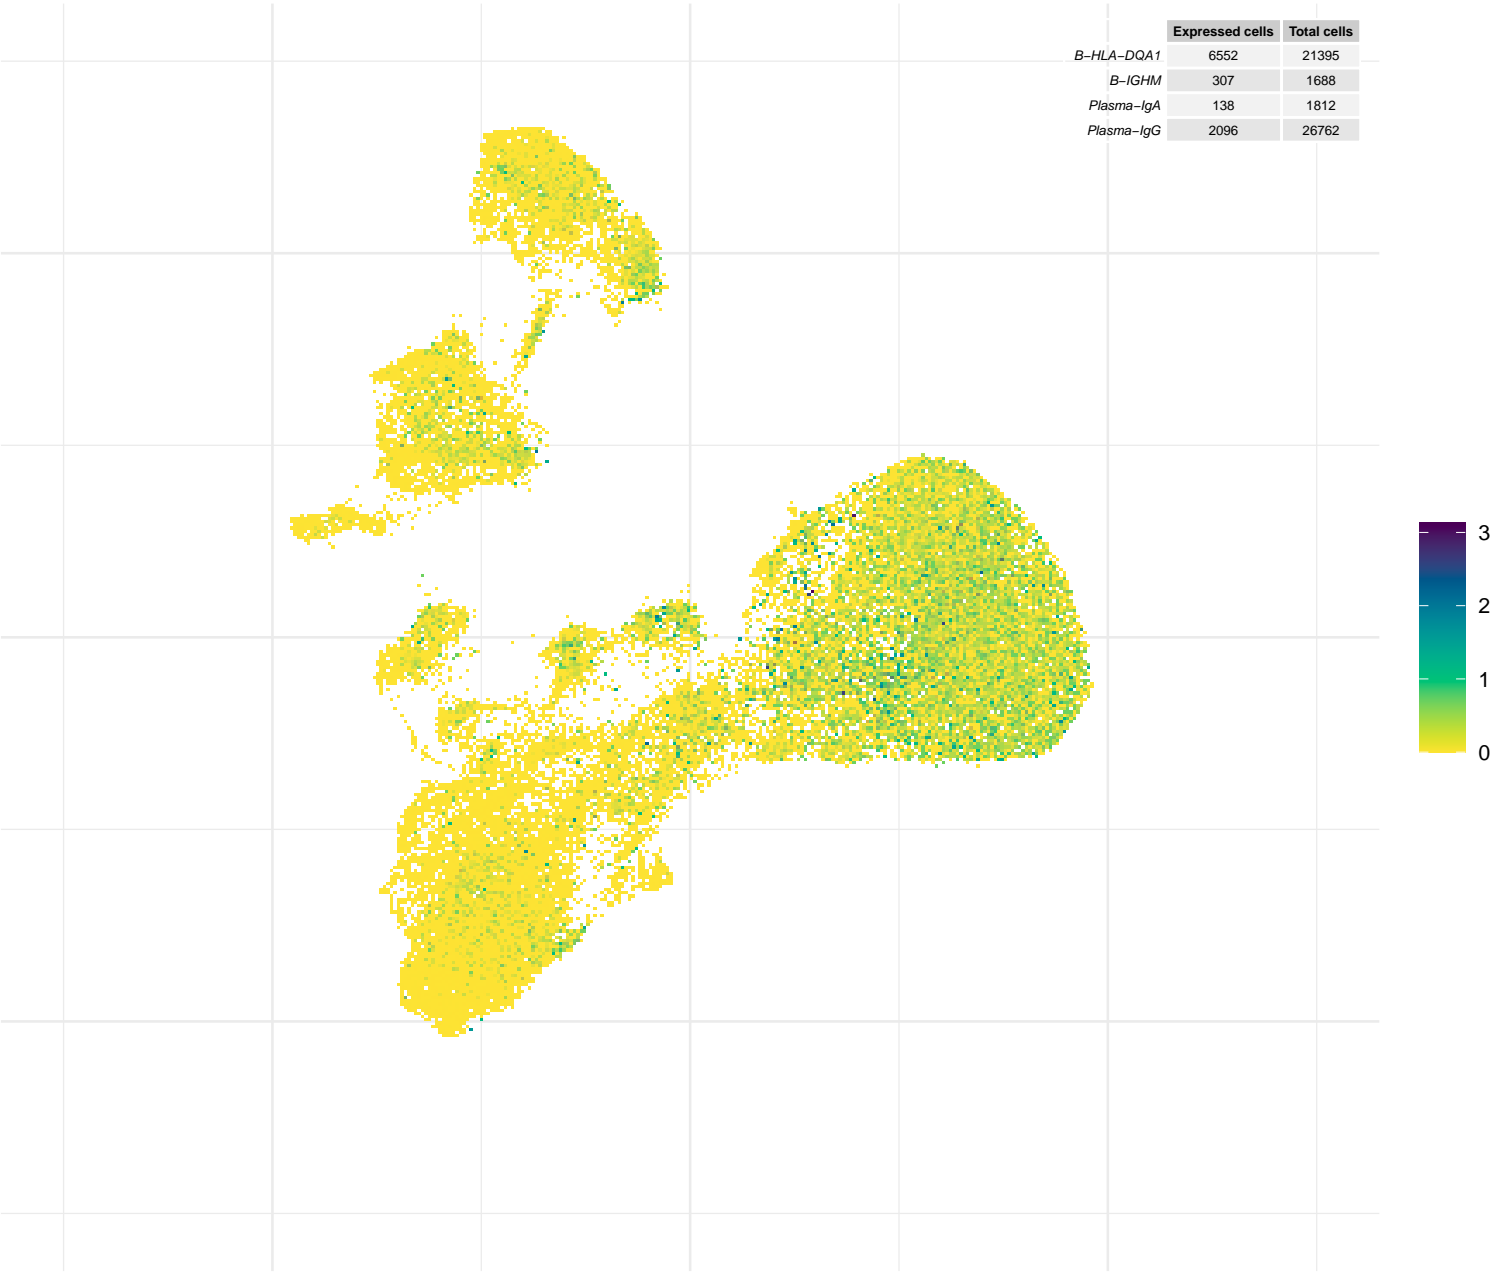 Expressed cells Total cells
B−HLA−DQA1 6552 21395
B−IGHM 307 1688
Plasma−IgA 138 1812
Plasma−IgG 2096 26762
3
2
1
0